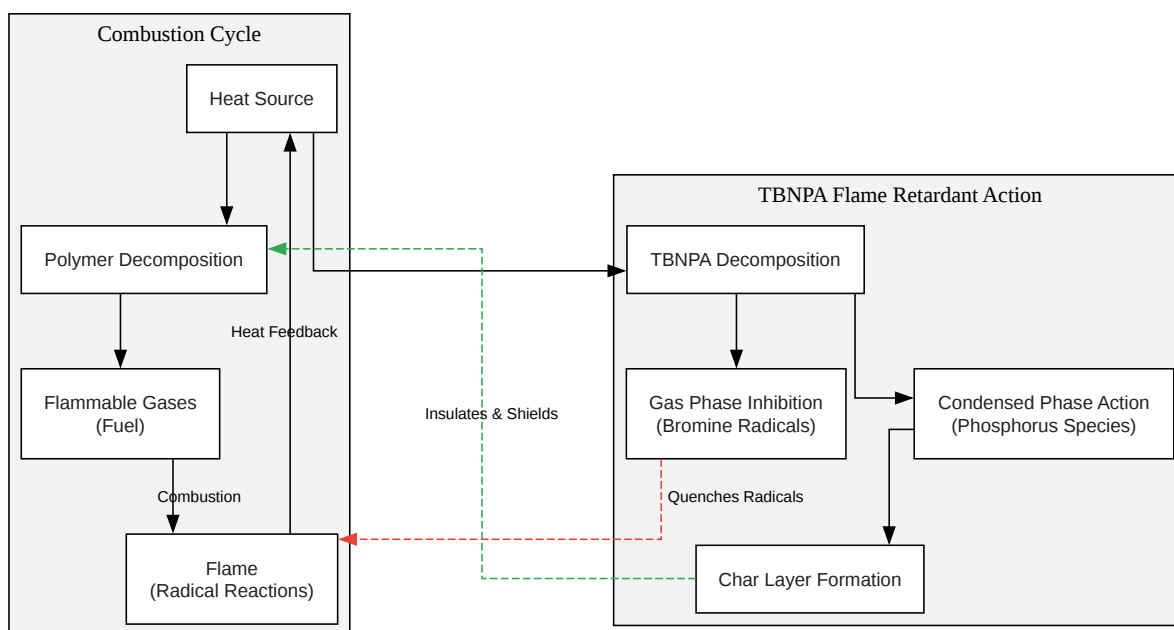 Combustion Cycle
Heat Source
Polymer Decomposition
Heat Feedback
Flammable Gases
(Fuel)
Combustion
Flame
(Radical Reactions)
Insulates & Shields
TBNPA Flame Retardant Action
TBNPA Decomposition
Gas Phase Inhibition
(Bromine Radicals)
Condensed Phase Action
(Phosphorus Species)
Quenches Radicals
Char Layer Formation